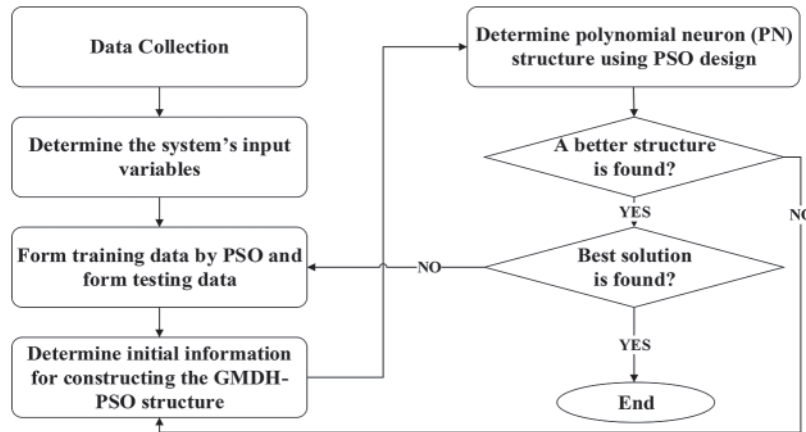 Data Collection
Determine the system's input
variables
Form training data by PSO and
form testing data
Determine initial information
for constructing the GMDH-
PSO structure
Determine polynomial neuron (PN)
structure using PSO design
A better structure
is found?
YES
NO
Best solution
is found?
NO
YES
End